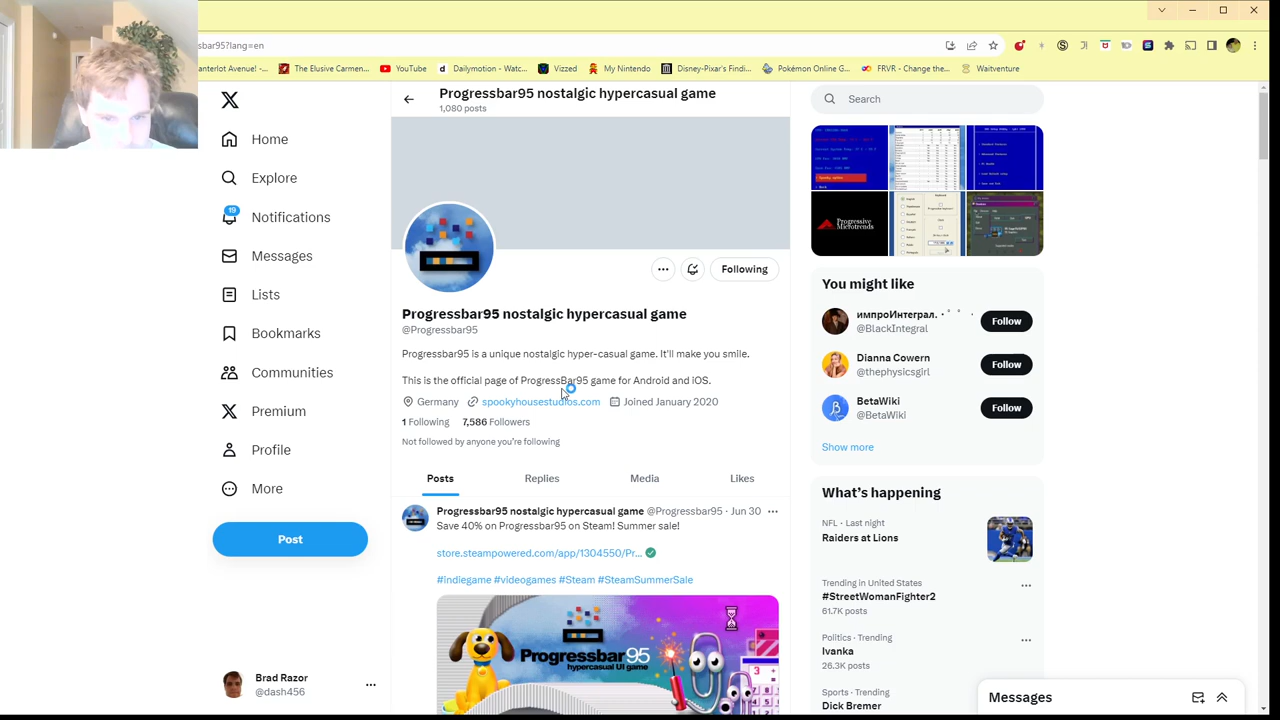 sbar95?lang=en
anterlot Avenue! -...
The Elusive Carmen...
YouTube
Dailymotion - Watc...
Vizzed
My Nintendo
Disney-Pixar's Findi...
Pokémon Online G...
FRVR - Change the...
Waitventure
Home
Explore
19
Notifications
Messages
Lists
Bookmarks
Communities
Premium
Profile
More
Post
Brad Razor
@dash456
Progressbar95 nostalgic hypercasual game
1,080 posts
Following
Progressbar95 nostalgic hypercasual game
@Progressbar95
Progressbar95 is a unique nostalgic hyper-casual game. It'll make you smile.
This is the official page of ProgressBar95 game for Android and iOS.
Germany spookyhousestudios.com Joined January 2020
1 Following 7,586 Followers
Not followed by anyone you're following
Posts Replies Media Likes
Progressbar95 nostalgic hypercasual game @Progressbar95 · Jun 30
Save 40% on Progressbar95 on Steam! Summer sale!
store.steampowered.com/app/1304550/Pr...
#indiegame #videogames #Steam #SteamSummerSale
Progressbar95
hypercasual UI game
Search
Progressive
Microtrends
You might like
импроИнтеграл.
@BlackIntegral
Follow
Dianna Cowern
@thephysicsgirl
Follow
BetaWiki
@BetaWiki
Follow
Show more
What's happening
NFL · Last night
Raiders at Lions
Trending in United States
#StreetWomanFighter2
61.7K posts
Politics · Trending
Ivanka
26.3K posts
Sports · Trending
Dick Bremer
Messages